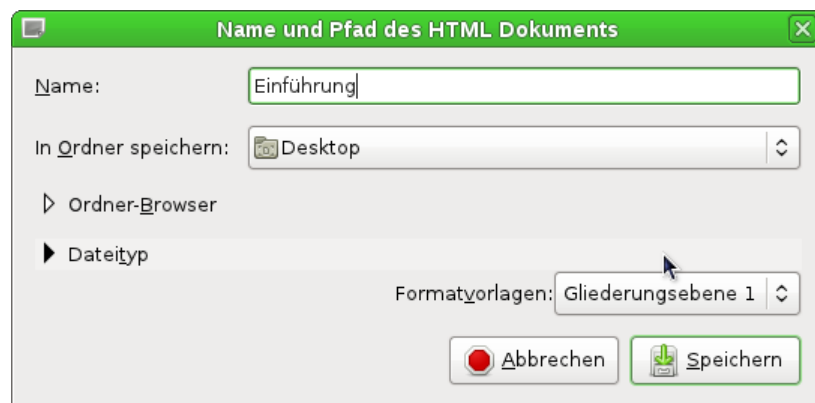 Name und Pfad des HTML Dokuments
Name: Einführung
In Ordner speichern: Desktop
Ordner-Browser
Dateityp
Formatvorlagen: Gliederungsebene 1
Abbrechen Speichern